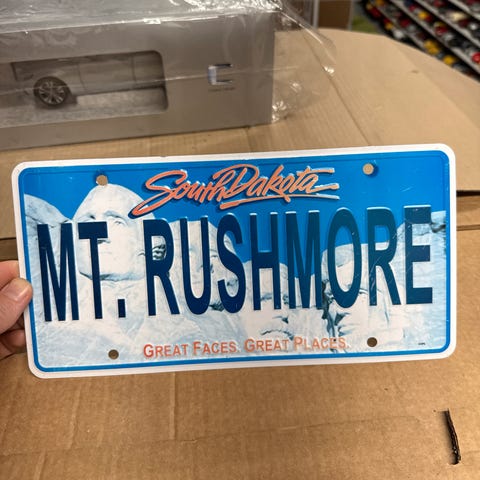 South Dakota
MT. RUSHMORE
GREAT FACES. GREAT PLACES.